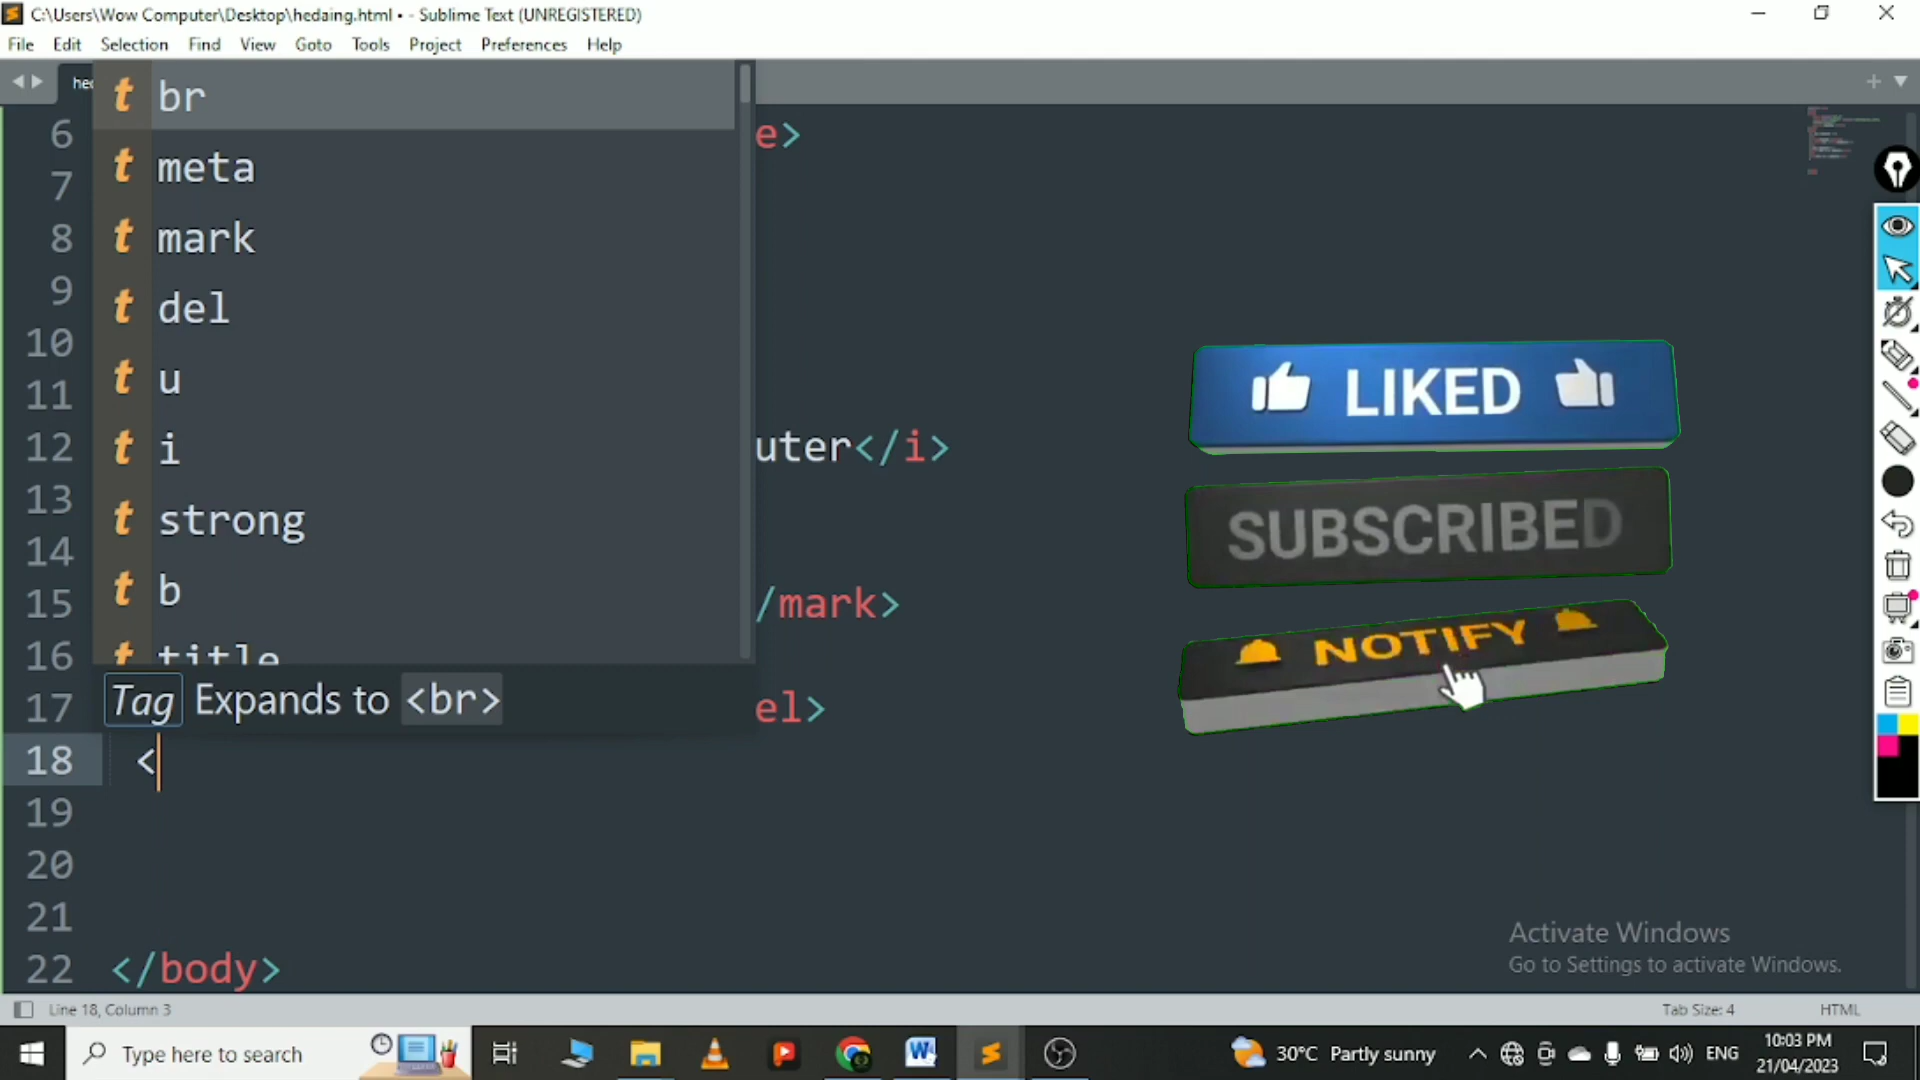 C:\Users\Wow Computer\Desktop\hedaing.html • - Sublime Text (UNREGISTERED)
File Edit Selection Find View Goto Tools Project Preferences Help
hed
t br
t meta
t mark
t del
t u
t i
t strong
t b
t title
Tag Expands to <br>
6 e>
7
8
9
10
11
12 uter</i>
13
14
15 /mark>
16
17 el>
18 <
19
20
21
22 </body>
LIKED
SUBSCRIBED
NOTIFY
Activate Windows
Go to Settings to activate Windows.
Line 18, Column 3
Tab Size: 4
HTML
Type here to search
30°C Partly sunny
ENG
10:03 PM
21/04/2023